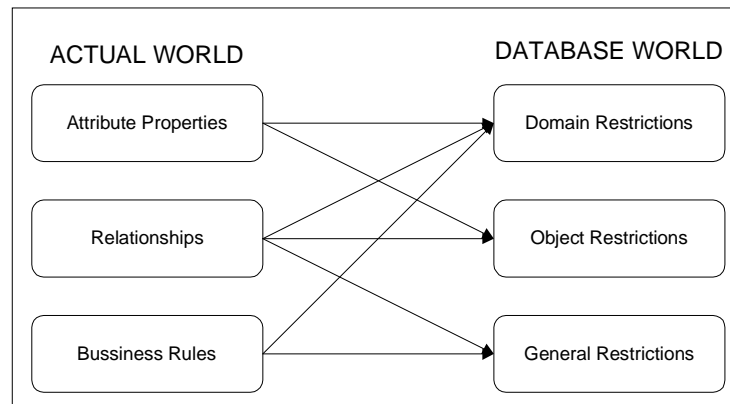 ACTUAL WORLD
DATABASE WORLD
Attribute Properties
Domain Restrictions
Relationships
Object Restrictions
Bussiness Rules
General Restrictions